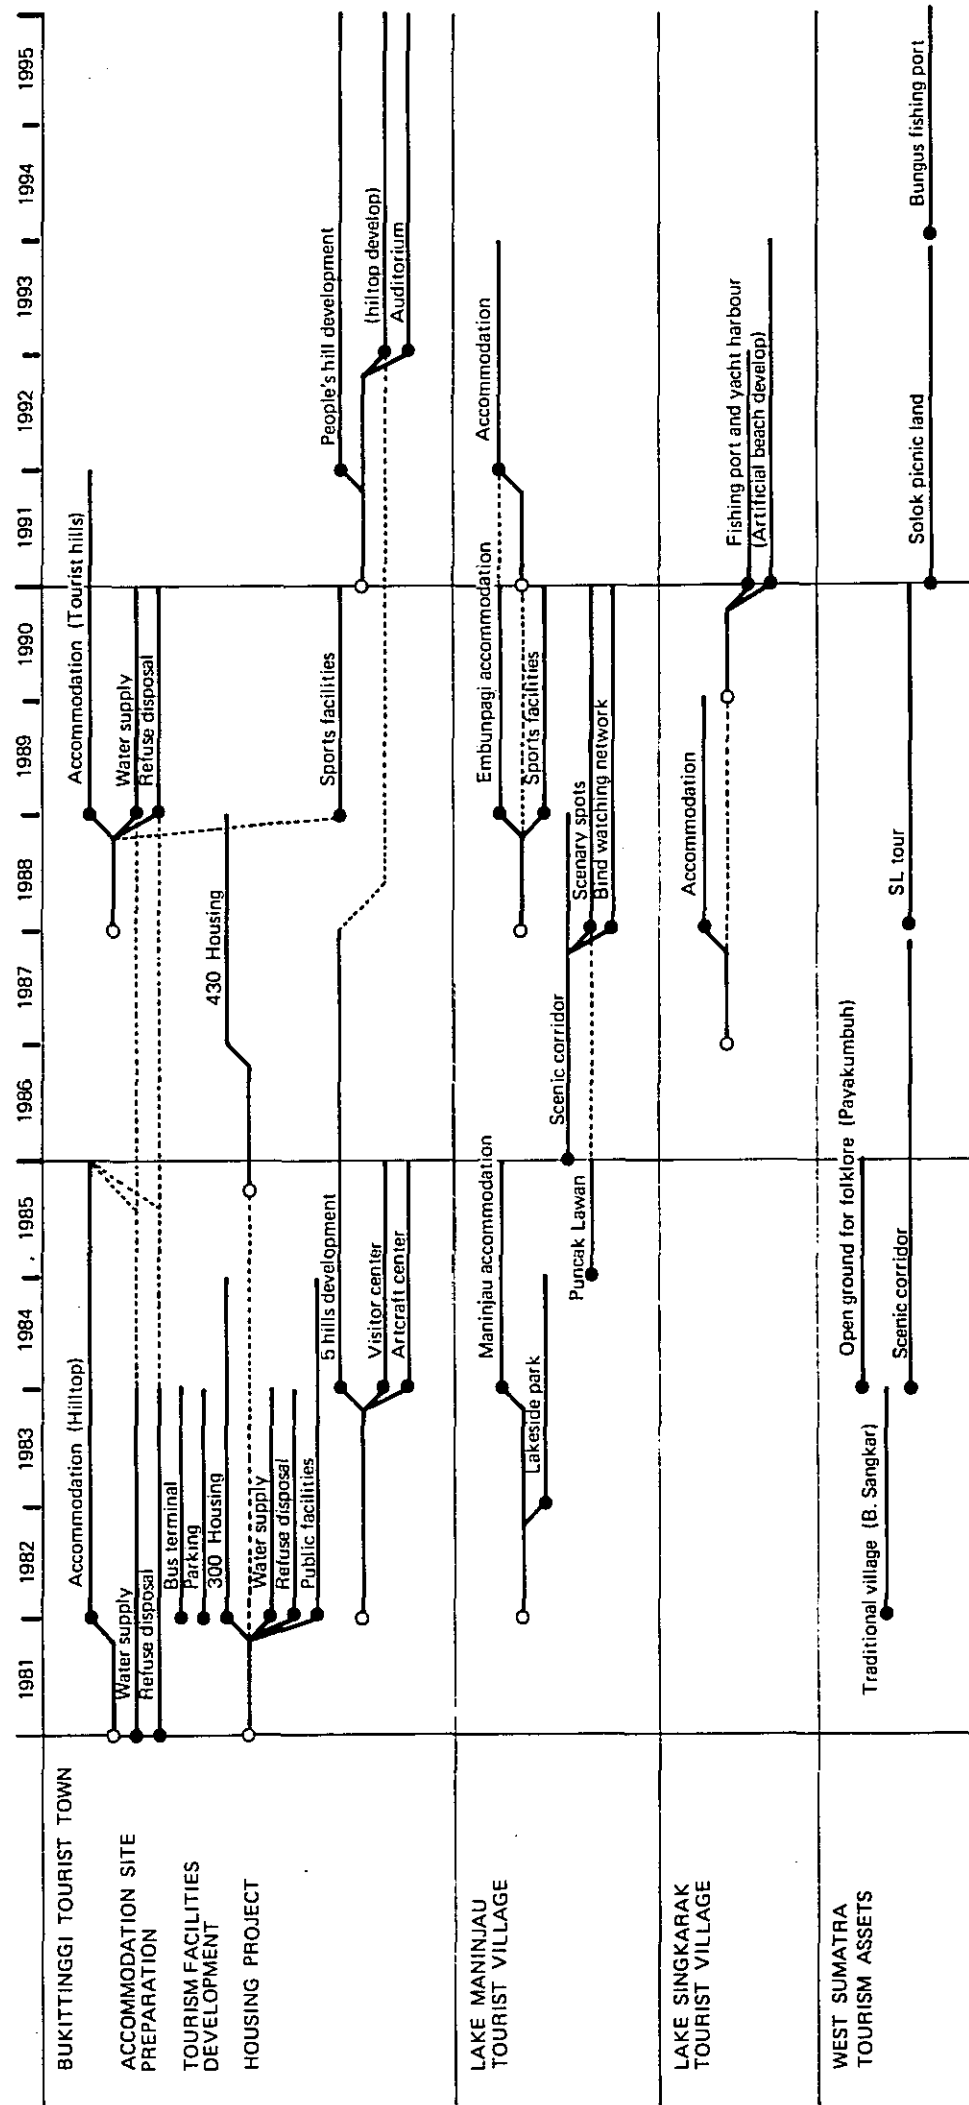 1981 1982 1983 1984 1985 1986 1987 1988 1989 1990 1991 1992 1993 1994 1995
BUKITTINGGI TOURIST TOWN
Accommodation (Hilltop)
Accommodation (Tourist hills)
ACCOMMODATION SITE
PREPARATION
Water supply
Refuse disposal
Water supply
Refuse disposal
TOURISM FACILITIES
DEVELOPMENT
Bus terminal
Parking
300 Housing
430 Housing
HOUSING PROJECT
Water supply
Refuse disposal
Public facilities
5 hills development
Sports facilities
People's hill development
Visitor center
(hiltop develop)
Artcraft center
Auditorium
LAKE MANINJAU
TOURIST VILLAGE
Maninjau accommodation
Embunpagi accommodation
Accommodation
Lakeside park
Sports facilities
Scenic corridor
Puncak Lawan
Scenary spots
Bind watching network
LAKE SINGKARAK
TOURIST VILLAGE
Accommodation
Fishing port and yacht harbour
(Artificial beach develop)
WEST SUMATRA
TOURISM ASSETS
Open ground for folklore (Payakumbuh)
Traditional village (B. Sangkar)
Scenic corridor
SL tour
Solok picnic land
Bungus fishing port